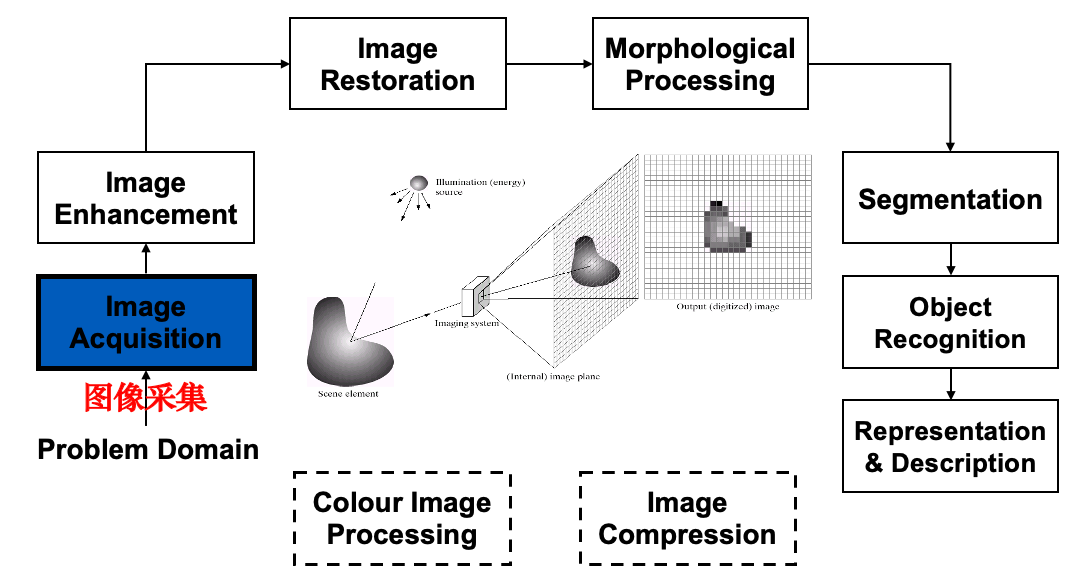 Image
Restoration
Morphological
Processing
Image
Enhancement
Illumination (energy)
source
Segmentation
Image
Acquisition
Imaging system
Output (digitized) image
Object
Recognition
(Internal) image plane
Scene element
图像采集
Problem Domain
Representation
& Description
Colour Image
Processing
Image
Compression